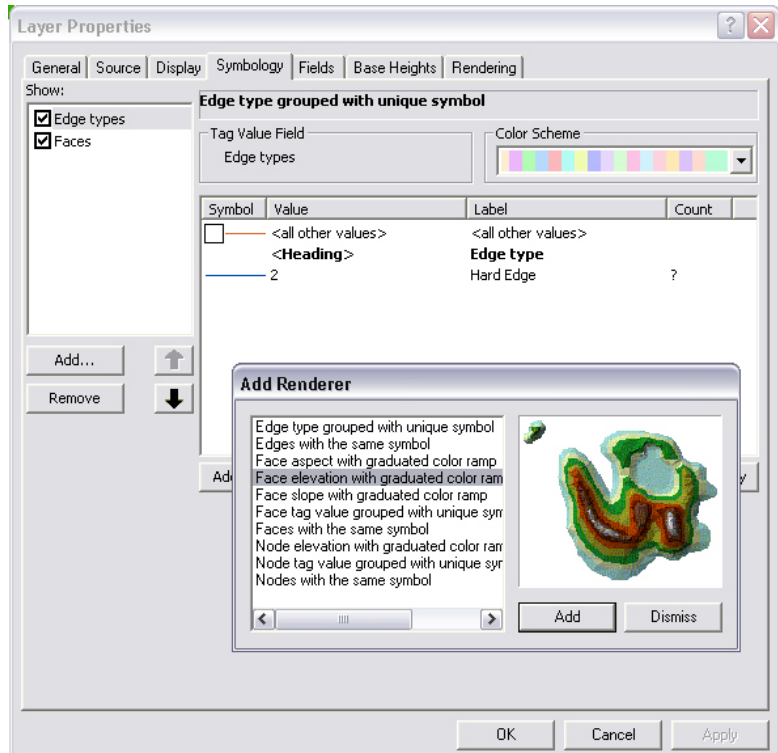 Layer Properties
General Source Display Symbology Fields Base Heights Rendering
Show:
Edge types
Faces
Add...
Remove
Edge type grouped with unique symbol
Tag Value Field
Edge types
Color Scheme
Symbol Value Label Count
<all other values> <all other values>
<Heading> Edge type
2 Hard Edge ?
Ad
y
Add Renderer
Edge type grouped with unique symbol
Edges with the same symbol
Face aspect with graduated color ramp
Face elevation with graduated color ram
Face slope with graduated color ramp
Face tag value grouped with unique sym
Faces with the same symbol
Node elevation with graduated color ram
Node tag value grouped with unique syr
Nodes with the same symbol
Add Dismiss
OK Cancel Apply